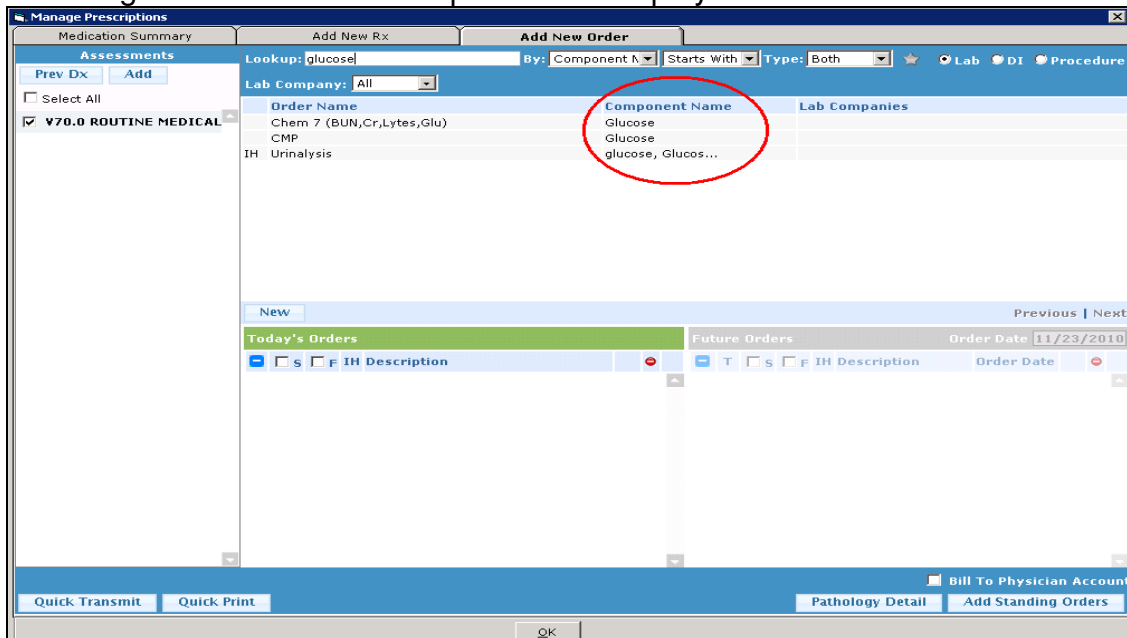 Manage Prescriptions
Medication Summary Add New Rx Add New Order
Assessments
Prev Dx Add
Select All
V70.0 ROUTINE MEDICAL
Lookup: glucose By: Component N Starts With Type: Both Lab DI Procedure
Lab Company: All
Order Name Component Name Lab Companies
Chem 7 (BUN,Cr,Lytes,Glu) Glucose
CMP Glucose
IH Urinalysis glucose, Glucos...
New Previous | Next
Today's Orders Future Orders Order Date 11/23/2010
S F IH Description T S F IH Description Order Date
Bill To Physician Account
Quick Transmit Quick Print Pathology Detail Add Standing Orders
OK